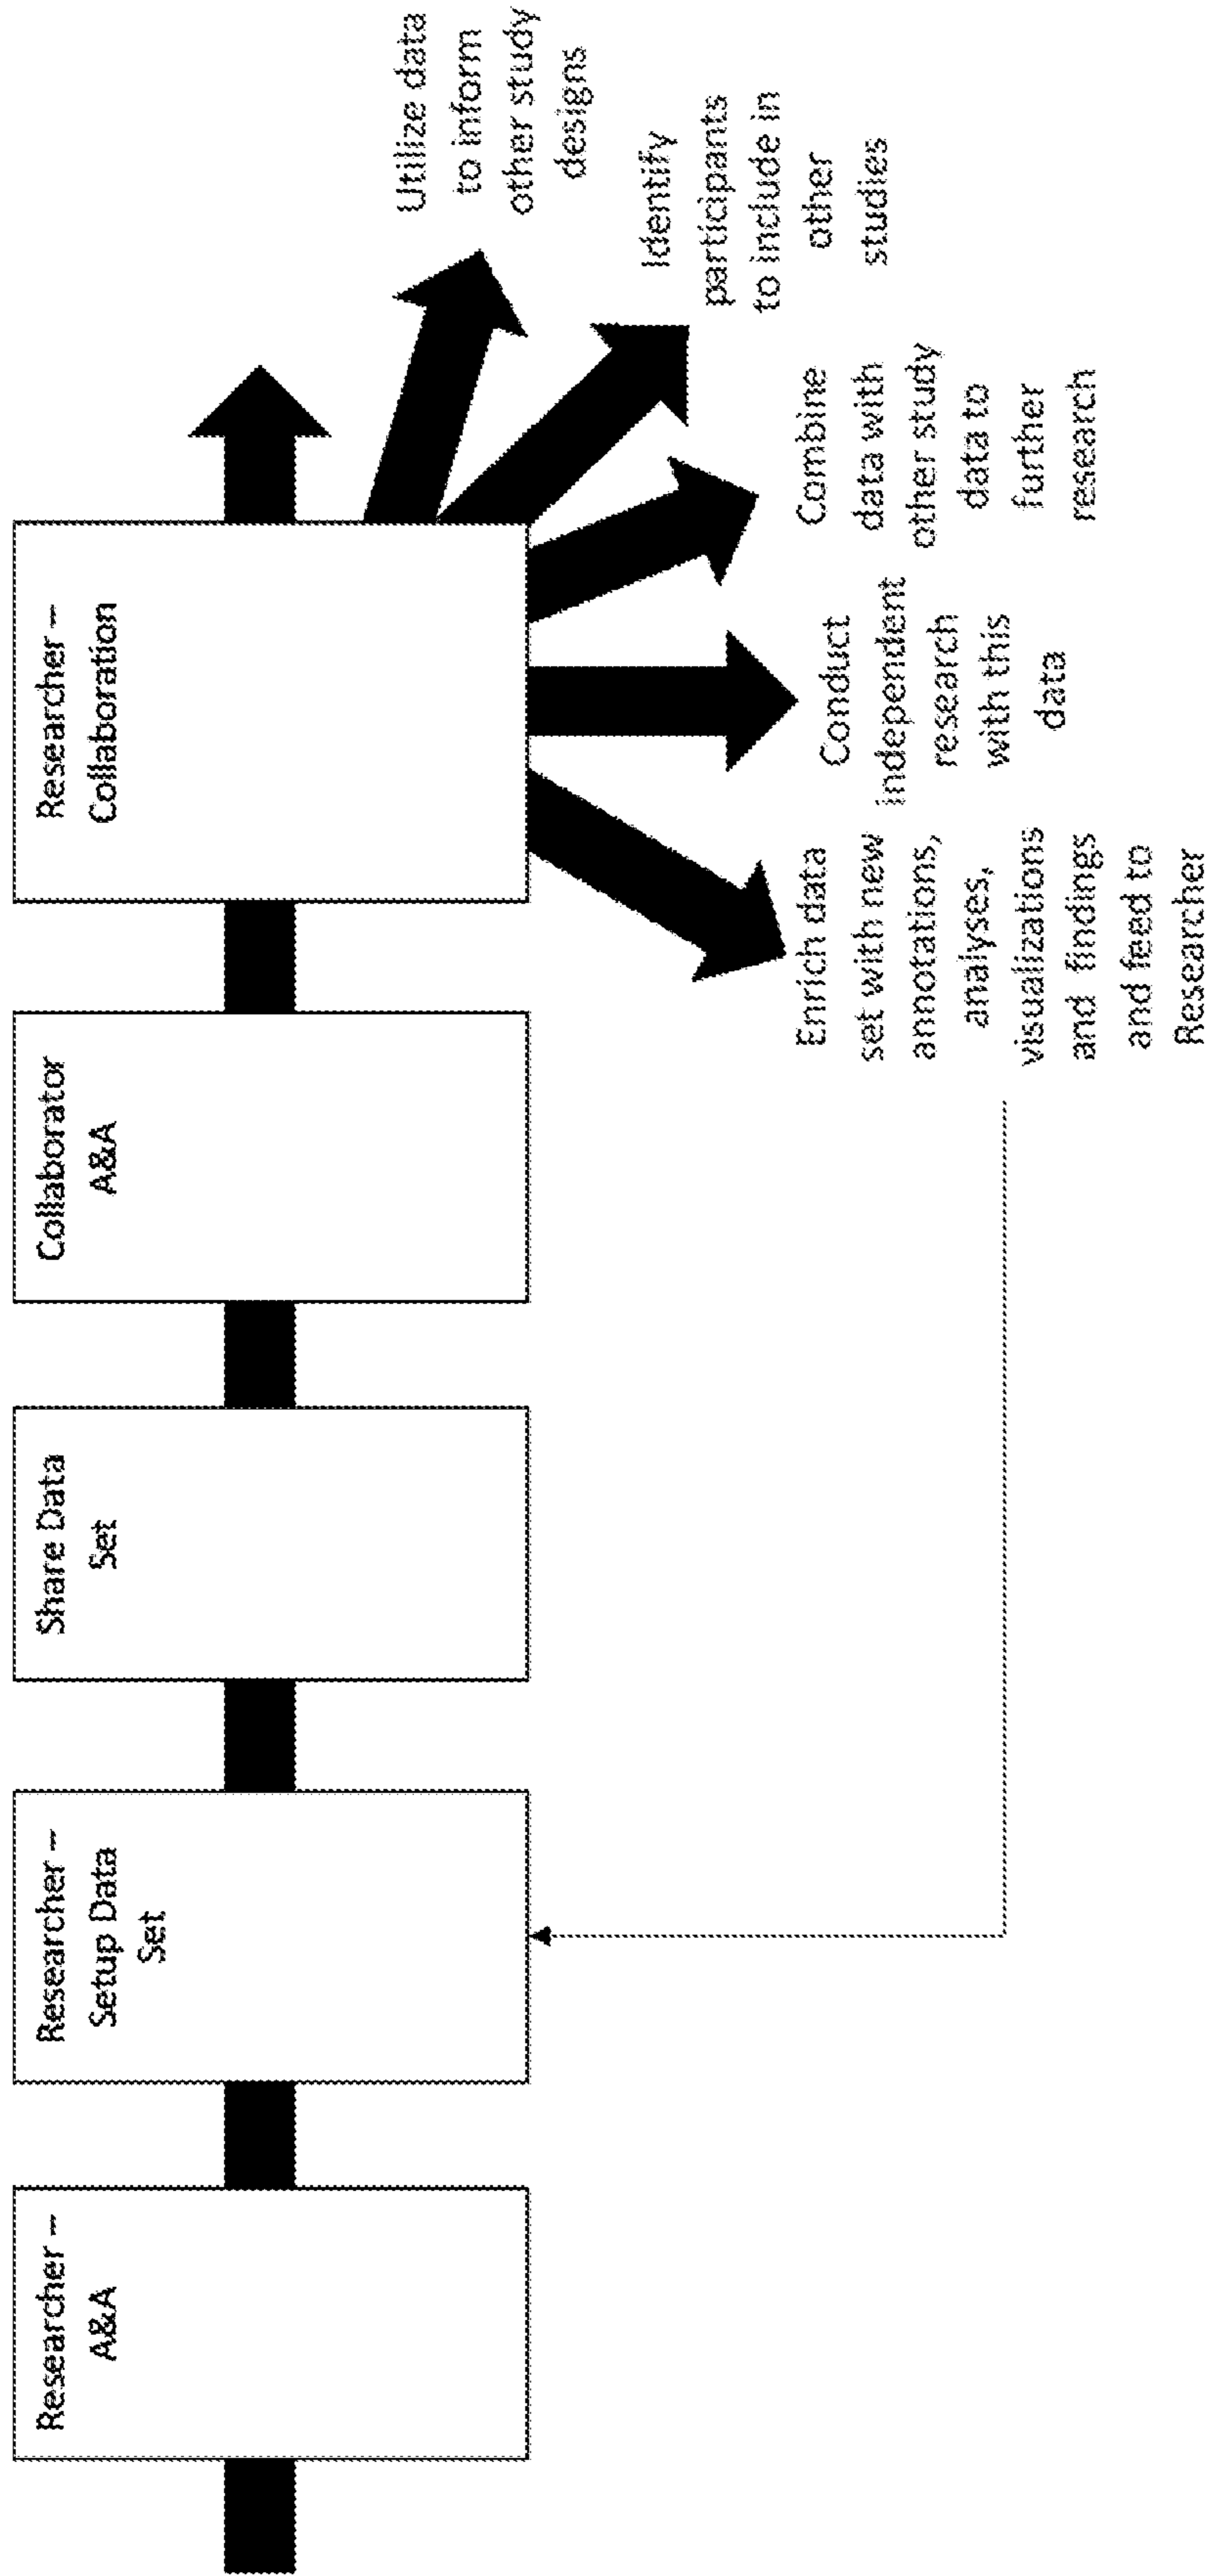 Researcher –
A&A
Researcher –
Setup Data
Set
Share Data
Set
Collaborator
A&A
Researcher –
Collaboration
Enrich data
set with new
annotations,
analyses,
visualizations
and findings
and feed to
Researcher
Conduct
independent
research
with this
data
Combine
data with
other study
data to
further
research
Identify
participants
to include in
other
studies
Utilize data
to inform
other study
designs